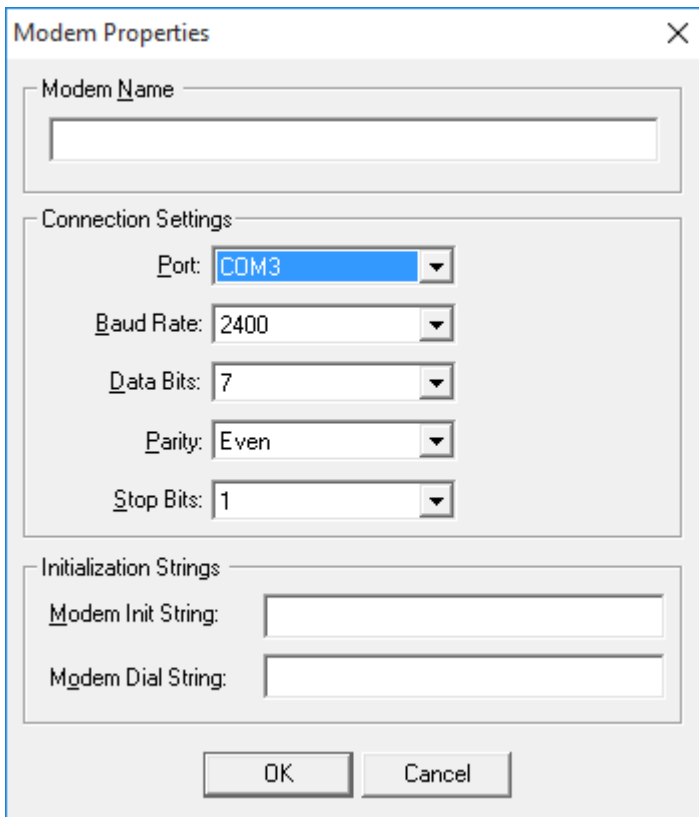 Modem Properties
Modem Name
Connection Settings
Port: COM3
Baud Rate: 2400
Data Bits: 7
Parity: Even
Stop Bits: 1
Initialization Strings
Modem Init String:
Modem Dial String:
OK Cancel